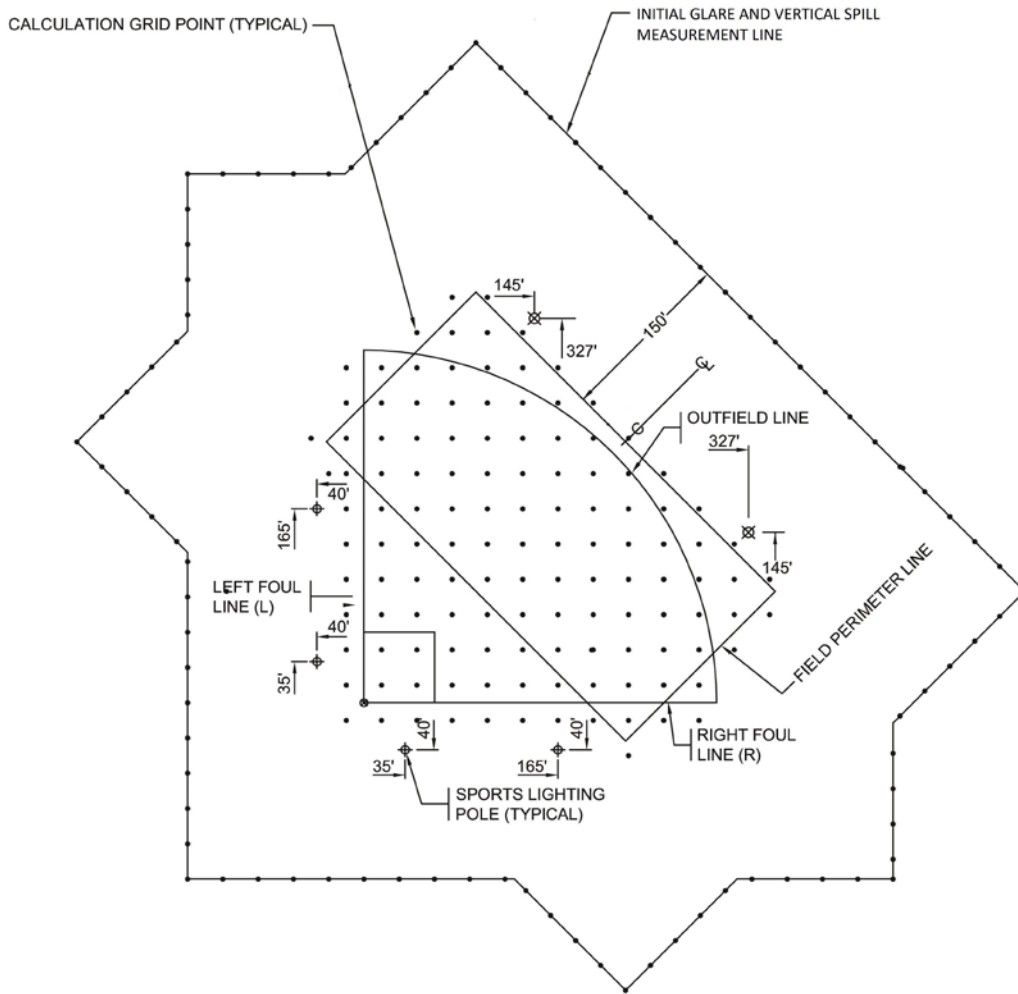 CALCULATION GRID POINT (TYPICAL)
INITIAL GLARE AND VERTICAL SPILL
MEASUREMENT LINE
145'
327'
150'
℄
OUTFIELD LINE
327'
40'
165'
145'
LEFT FOUL
LINE (L)
FIELD PERIMETER LINE
40'
35'
40'
40'
RIGHT FOUL
LINE (R)
35'
165'
SPORTS LIGHTING
POLE (TYPICAL)